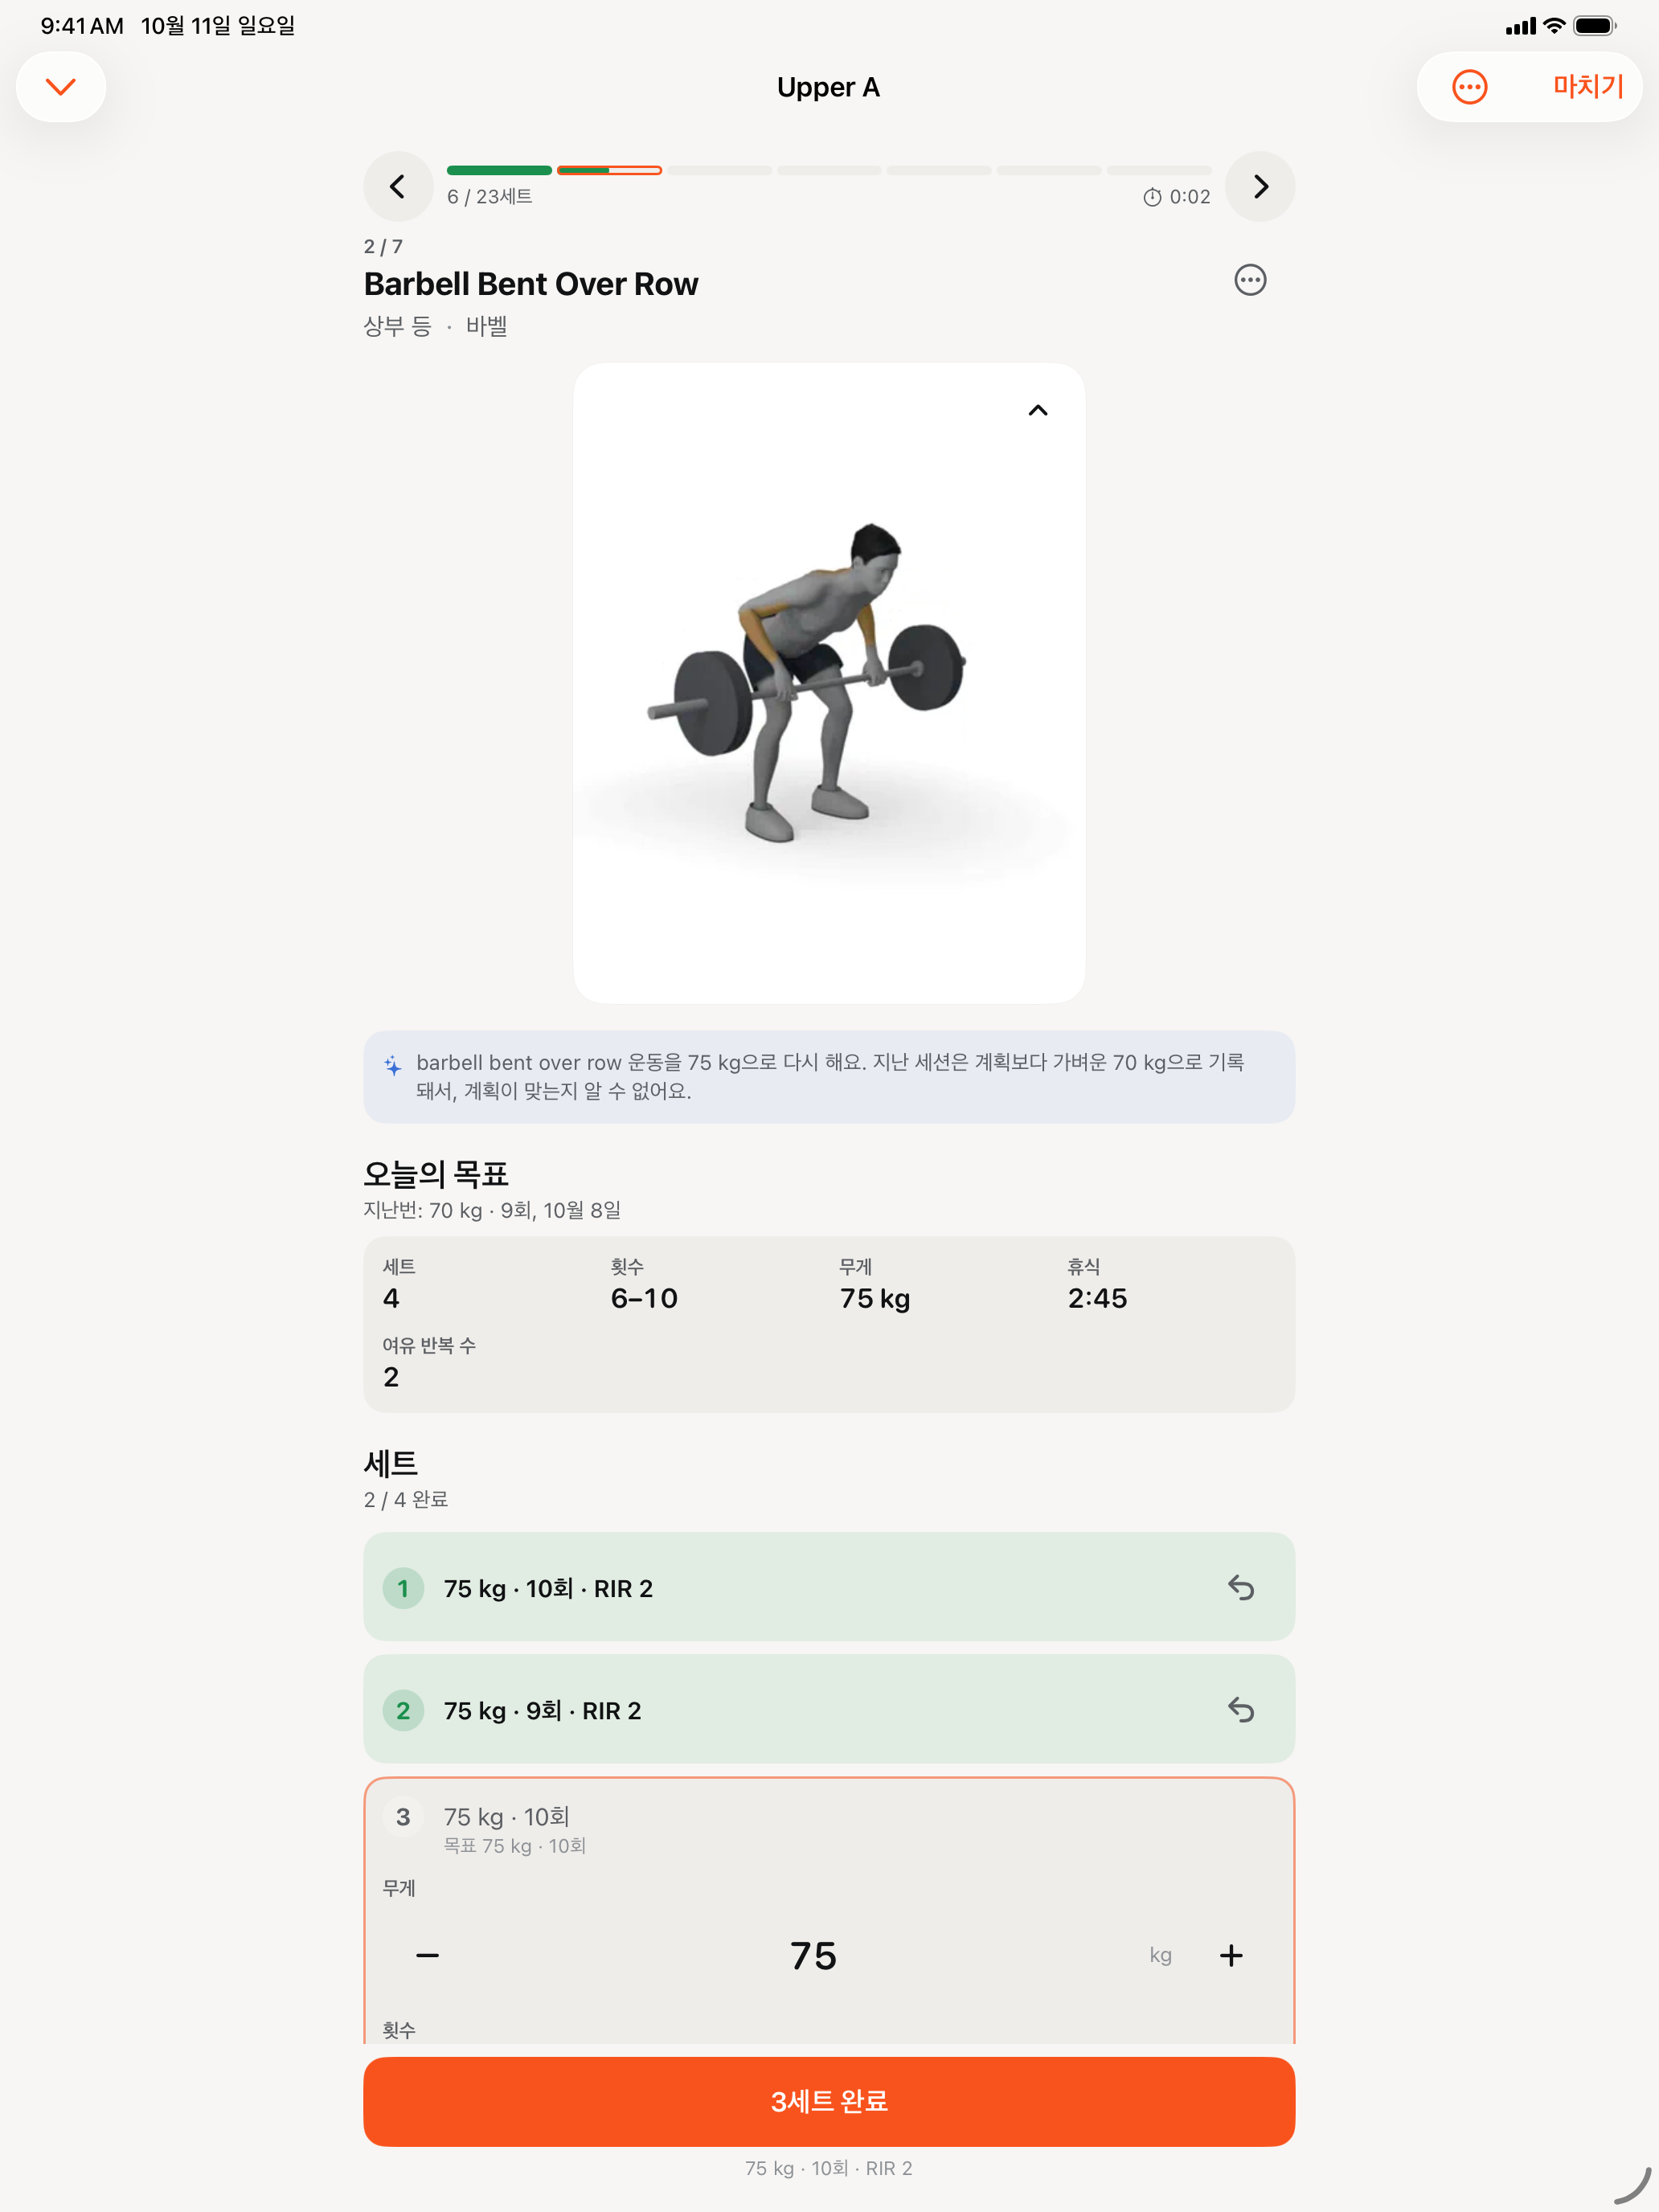 9:41 AM 10월 11일 일요일
Upper A
마치기
6 / 23세트
0:02
2 / 7
Barbell Bent Over Row
상부 등 · 바벨
barbell bent over row 운동을 75 kg으로 다시 해요. 지난 세션은 계획보다 가벼운 70 kg으로 기록
돼서, 계획이 맞는지 알 수 없어요.
오늘의 목표
지난번: 70 kg · 9회, 10월 8일
세트 횟수 무게 휴식
4 6–10 75 kg 2:45
여유 반복 수
2
세트
2 / 4 완료
1 75 kg · 10회 · RIR 2
2 75 kg · 9회 · RIR 2
3 75 kg · 10회
목표 75 kg · 10회
무게
75 kg
횟수
3세트 완료
75 kg · 10회 · RIR 2